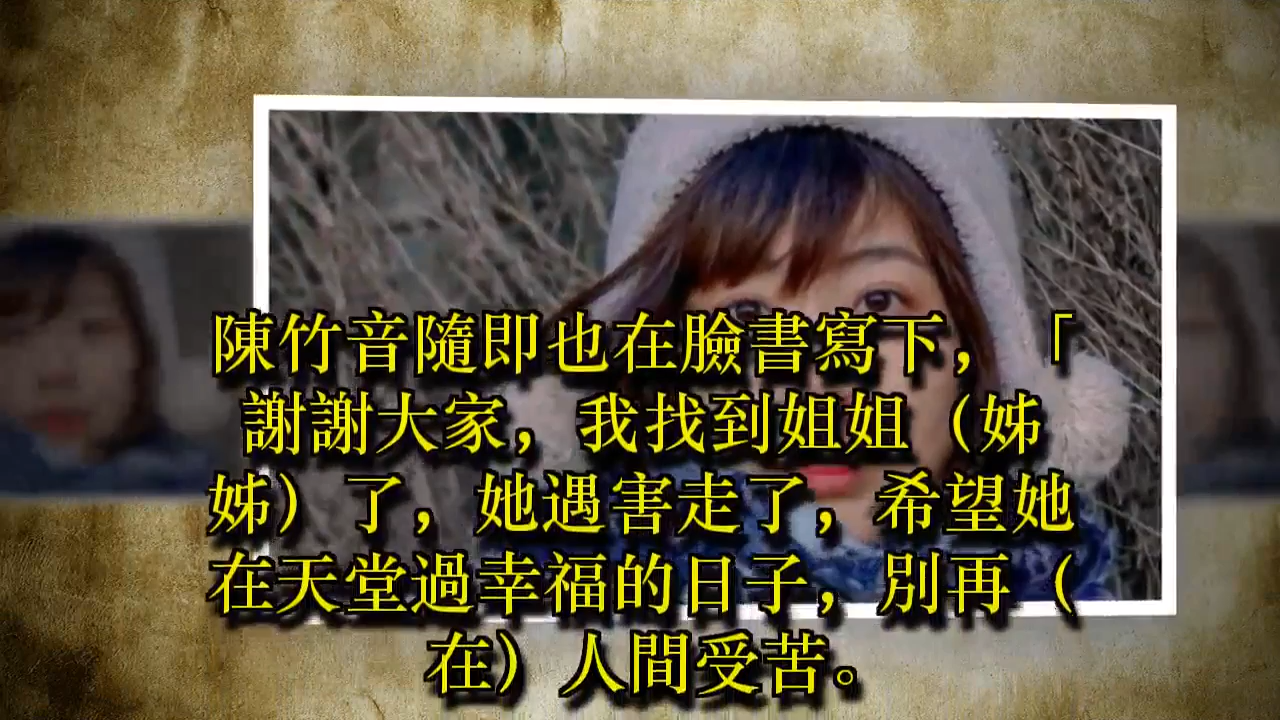 陳竹音隨即也在臉書寫下，「
謝謝大家，我找到姐姐（姊
姊）了，她遇害走了，希望她
在天堂過幸福的日子，別再（
在）人間受苦。